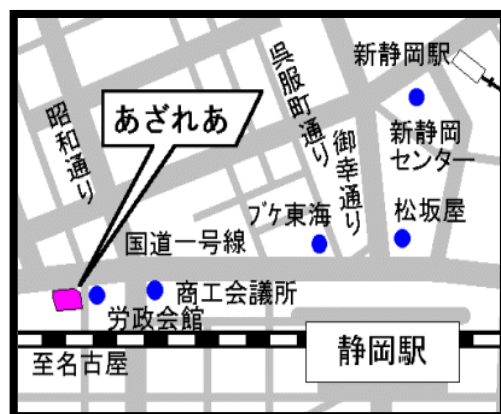 新静岡駅
呉服町通り
昭和通り
あざれあ
御幸通り
新静岡
センター
松坂屋
ブケ東海
国道一号線
商工会議所
労政会館
静岡駅
至名古屋